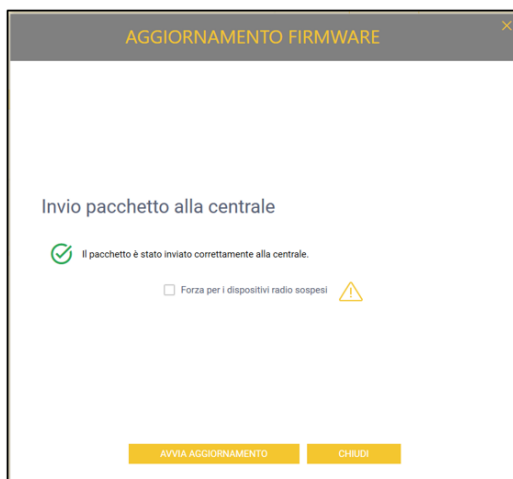 AGGIORNAMENTO FIRMWARE
Invio pacchetto alla centrale
Il pacchetto è stato inviato correttamente alla centrale.
Forza per i dispositivi radio sospesi
AVVIA AGGIORNAMENTO
CHIUDI